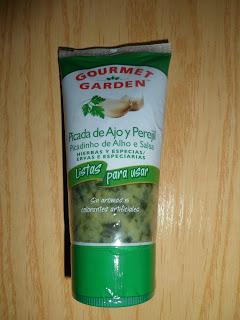 GOURMET
GARDEN
Picada de Ajo y Perejil
Picadinho de Alho e Salsa
HIERBAS Y ESPECIAS/
ERVAS E ESPECIARIAS
Listas para usar
Sin aromas ni
colorantes artificiales